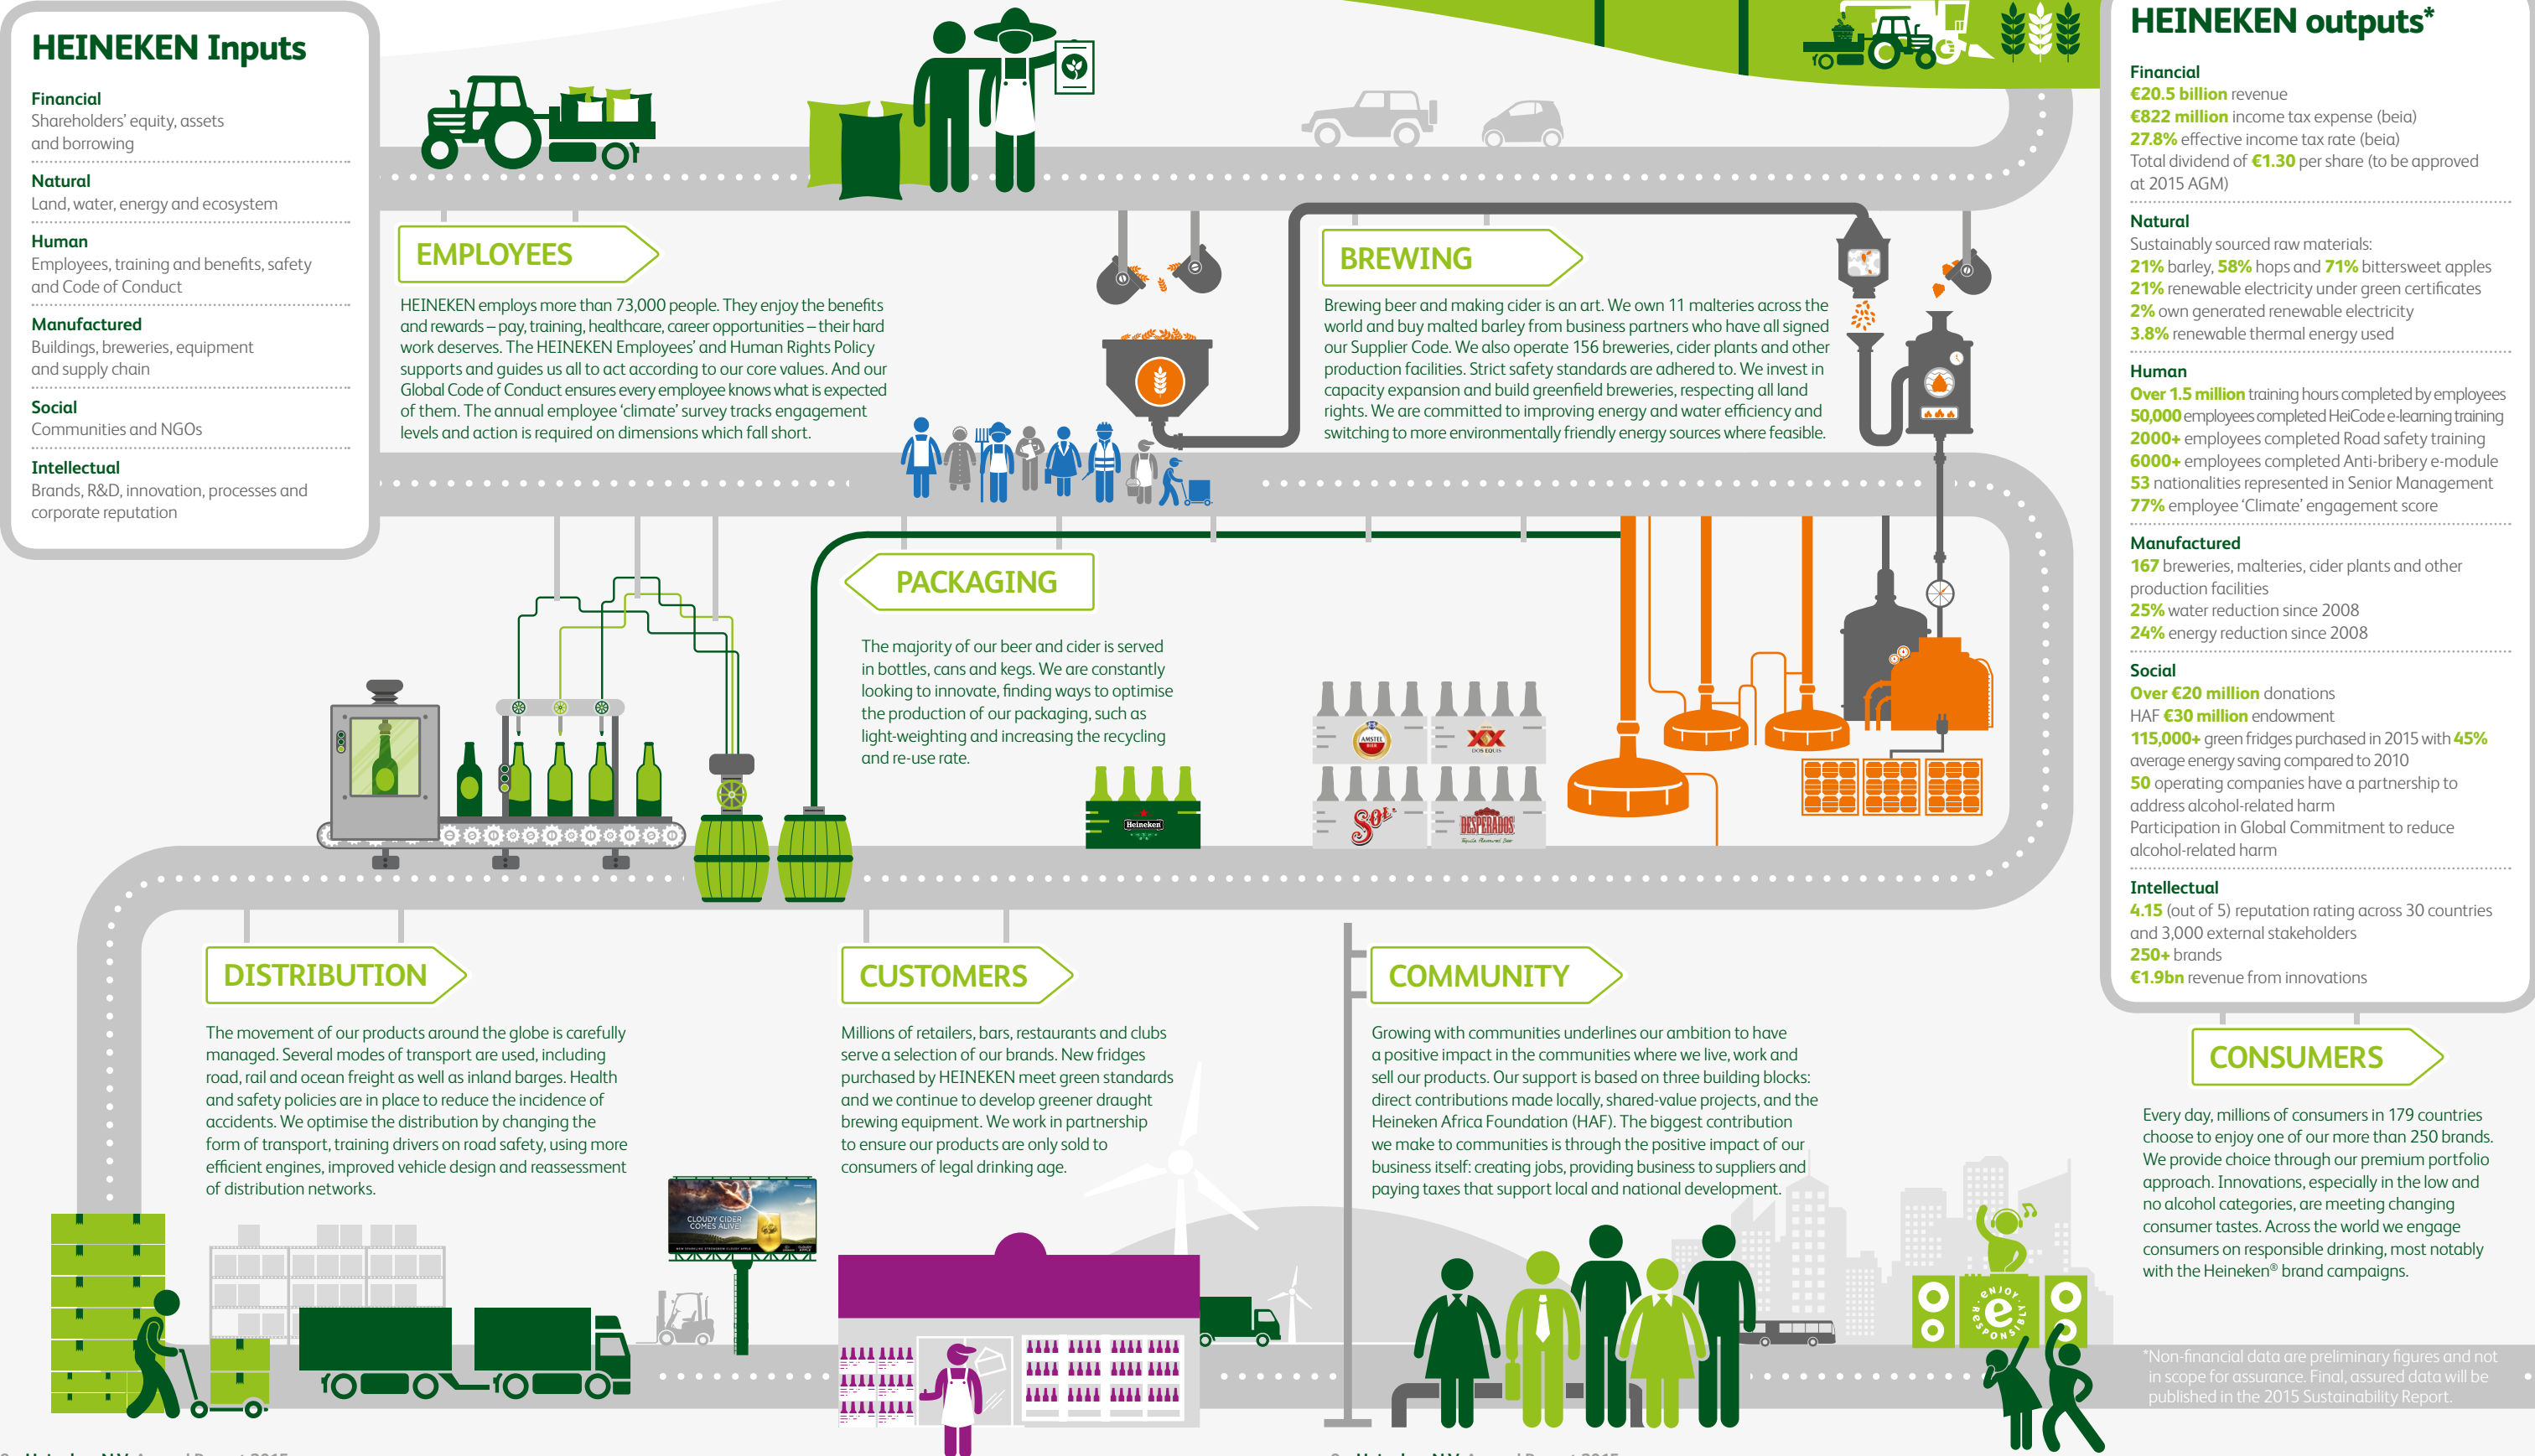 HEINEKEN Inputs
Financial
Shareholders' equity, assets
and borrowing
Natural
Land, water, energy and ecosystem
Human
Employees, training and benefits, safety
and Code of Conduct
Manufactured
Buildings, breweries, equipment
and supply chain
Social
Communities and NGOs
Intellectual
Brands, R&D, innovation, processes and
corporate reputation
EMPLOYEES
HEINEKEN employs more than 73,000 people. They enjoy the benefits
and rewards – pay, training, healthcare, career opportunities – their hard
work deserves. The HEINEKEN Employees' and Human Rights Policy
supports and guides us all to act according to our core values. And our
Global Code of Conduct ensures every employee knows what is expected
of them. The annual employee 'climate' survey tracks engagement
levels and action is required on dimensions which fall short.
BREWING
Brewing beer and making cider is an art. We own 11 malteries across the
world and buy malted barley from business partners who have all signed
our Supplier Code. We also operate 156 breweries, cider plants and other
production facilities. Strict safety standards are adhered to. We invest in
capacity expansion and build greenfield breweries, respecting all land
rights. We are committed to improving energy and water efficiency and
switching to more environmentally friendly energy sources where feasible.
PACKAGING
The majority of our beer and cider is served
in bottles, cans and kegs. We are constantly
looking to innovate, finding ways to optimise
the production of our packaging, such as
light-weighting and increasing the recycling
and re-use rate.
Heineken
AMSTEL
BIER
XX
DOS EQUIS
Sol
DESPERADOS
Tequila Flavoured Beer
DISTRIBUTION
The movement of our products around the globe is carefully
managed. Several modes of transport are used, including
road, rail and ocean freight as well as inland barges. Health
and safety policies are in place to reduce the incidence of
accidents. We optimise the distribution by changing the
form of transport, training drivers on road safety, using more
efficient engines, improved vehicle design and reassessment
of distribution networks.
CLOUDY CIDER
COMES ALIVE
CUSTOMERS
Millions of retailers, bars, restaurants and clubs
serve a selection of our brands. New fridges
purchased by HEINEKEN meet green standards
and we continue to develop greener draught
brewing equipment. We work in partnership
to ensure our products are only sold to
consumers of legal drinking age.
COMMUNITY
Growing with communities underlines our ambition to have
a positive impact in the communities where we live, work and
sell our products. Our support is based on three building blocks:
direct contributions made locally, shared-value projects, and the
Heineken Africa Foundation (HAF). The biggest contribution
we make to communities is through the positive impact of our
business itself: creating jobs, providing business to suppliers and
paying taxes that support local and national development.
HEINEKEN outputs*
Financial
€20.5 billion revenue
€822 million income tax expense (beia)
27.8% effective income tax rate (beia)
Total dividend of €1.30 per share (to be approved
at 2015 AGM)
Natural
Sustainably sourced raw materials:
21% barley, 58% hops and 71% bittersweet apples
21% renewable electricity under green certificates
2% own generated renewable electricity
3.8% renewable thermal energy used
Human
Over 1.5 million training hours completed by employees
50,000 employees completed HeiCode e-learning training
2000+ employees completed Road safety training
6000+ employees completed Anti-bribery e-module
53 nationalities represented in Senior Management
77% employee 'Climate' engagement score
Manufactured
167 breweries, malteries, cider plants and other
production facilities
25% water reduction since 2008
24% energy reduction since 2008
Social
Over €20 million donations
HAF €30 million endowment
115,000+ green fridges purchased in 2015 with 45%
average energy saving compared to 2010
50 operating companies have a partnership to
address alcohol-related harm
Participation in Global Commitment to reduce
alcohol-related harm
Intellectual
4.15 (out of 5) reputation rating across 30 countries
and 3,000 external stakeholders
250+ brands
€1.9bn revenue from innovations
CONSUMERS
Every day, millions of consumers in 179 countries
choose to enjoy one of our more than 250 brands.
We provide choice through our premium portfolio
approach. Innovations, especially in the low and
no alcohol categories, are meeting changing
consumer tastes. Across the world we engage
consumers on responsible drinking, most notably
with the Heineken® brand campaigns.
ENJOY
e
RESPONSIBLY
*Non-financial data are preliminary figures and not
in scope for assurance. Final, assured data will be
published in the 2015 Sustainability Report.